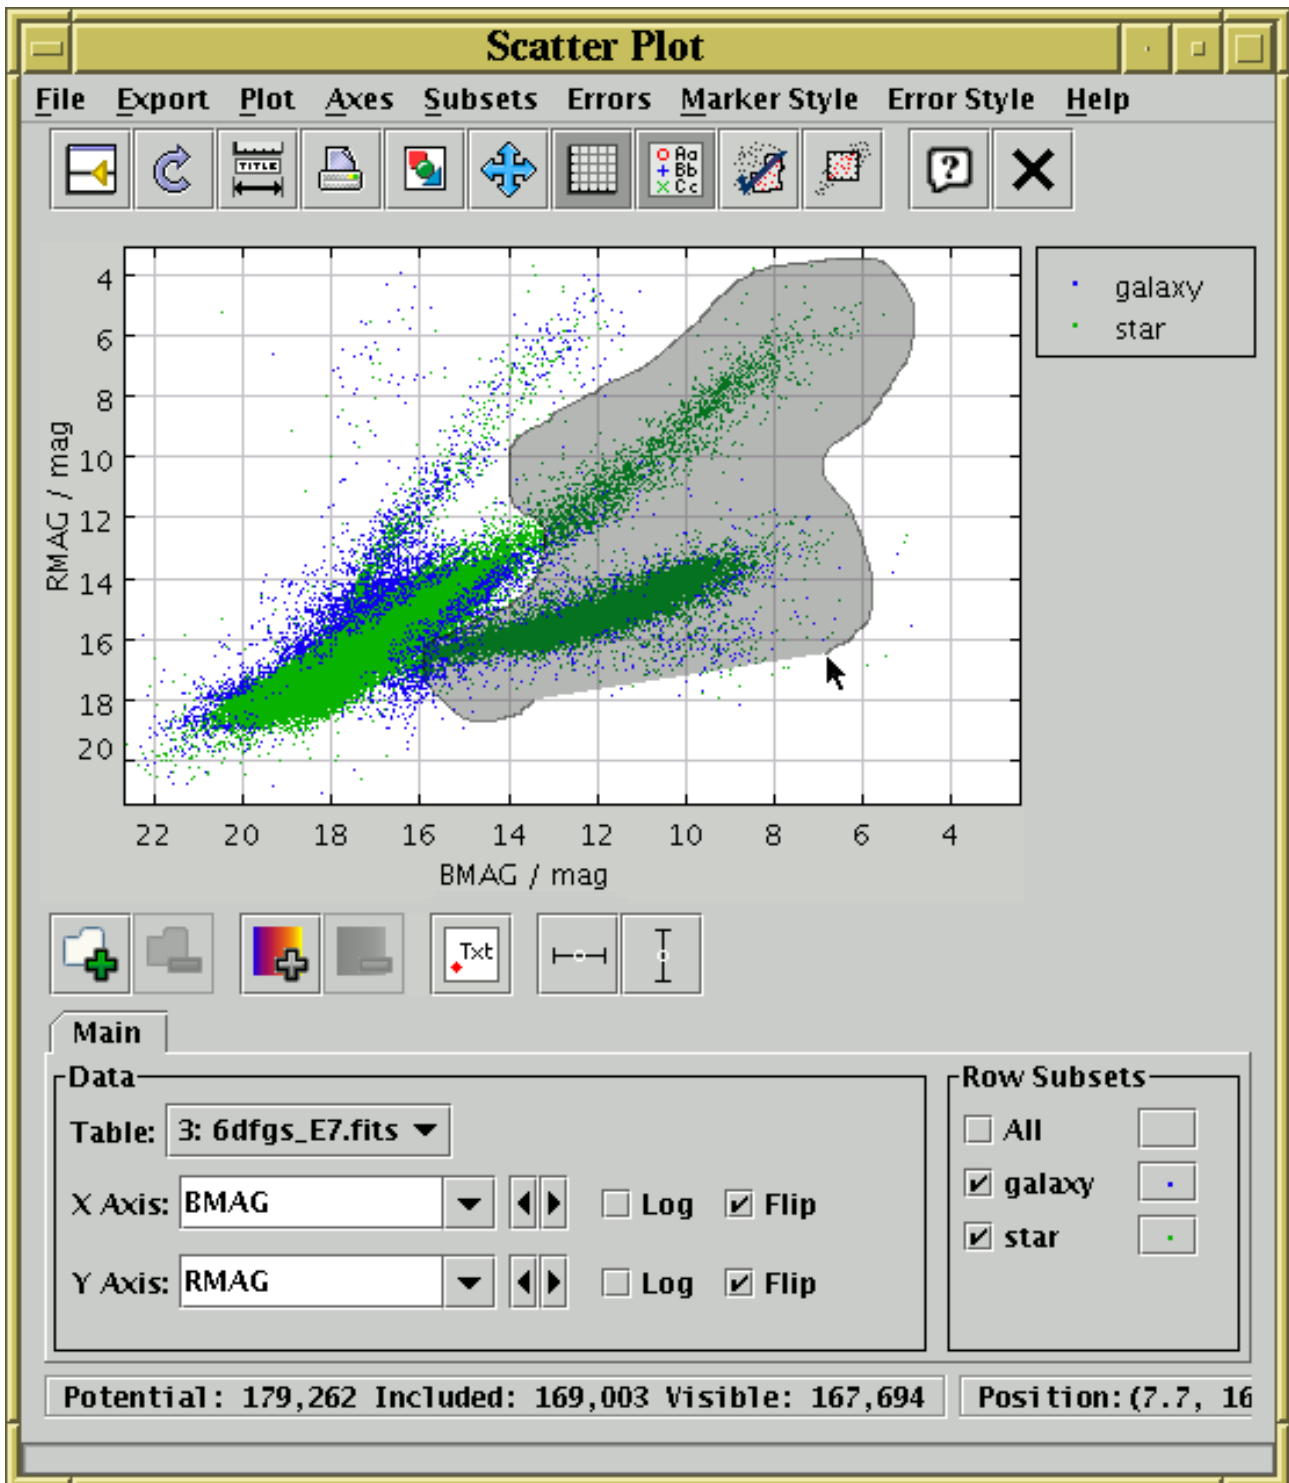 Scatter Plot
File Export Plot Axes Subsets Errors Marker Style Error Style Help
TITLE
Aa
Bb
Cc
?
galaxy
star
4
6
8
10
12
14
16
18
20
RMAG / mag
22 20 18 16 14 12 10 8 6 4
BMAG / mag
Txt
Main
Data
Table: 3: 6dfgs_E7.fits
X Axis: BMAG Log Flip
Y Axis: RMAG Log Flip
Row Subsets
All
galaxy
star
Potential: 179,262 Included: 169,003 Visible: 167,694 Position:(7.7, 16